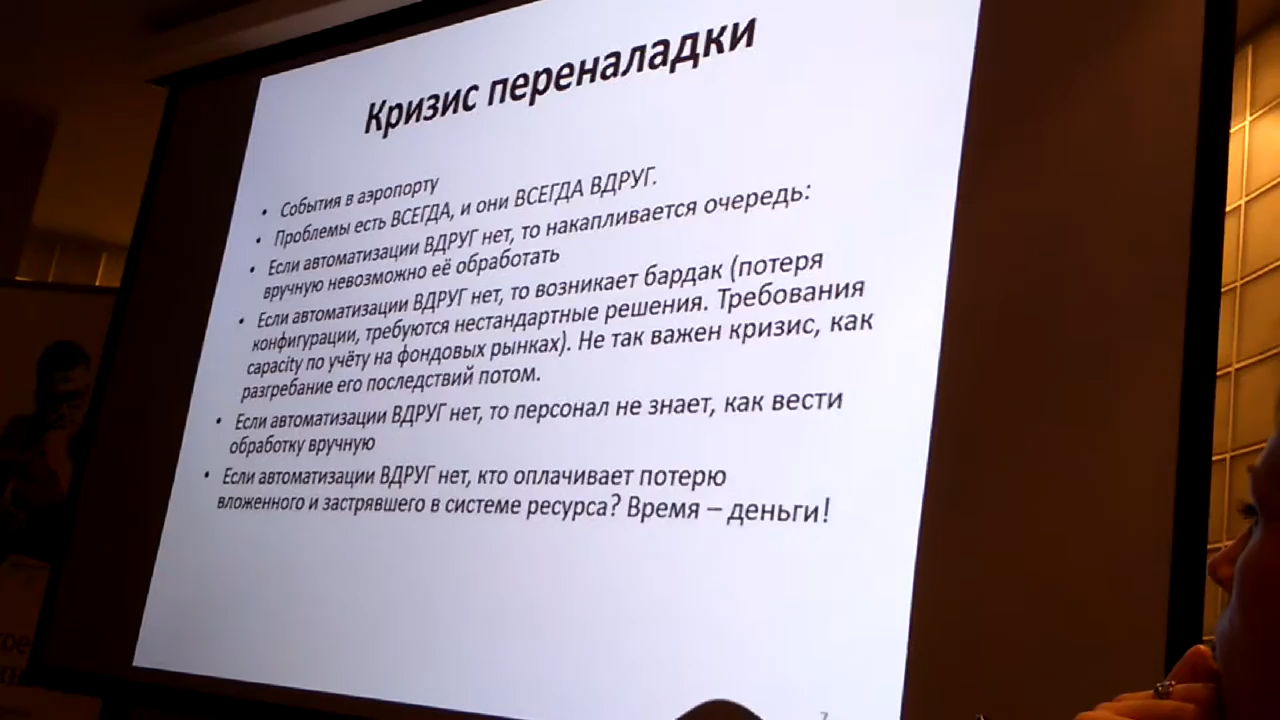 Кризис переналадки
• События в аэропорту
• Проблемы есть ВСЕГДА, и они ВСЕГДА ВДРУГ.
• Если автоматизации ВДРУГ нет, то накапливается очередь:
вручную невозможно её обработать
• Если автоматизации ВДРУГ нет, то возникает бардак (потеря
конфигурации, требуются нестандартные решения. Требования
capacity по учёту на фондовых рынках). Не так важен кризис, как
разгребание его последствий потом.
• Если автоматизации ВДРУГ нет, то персонал не знает, как вести
обработку вручную
• Если автоматизации ВДРУГ нет, кто оплачивает потерю
вложенного и застрявшего в системе ресурса? Время – деньги!
7